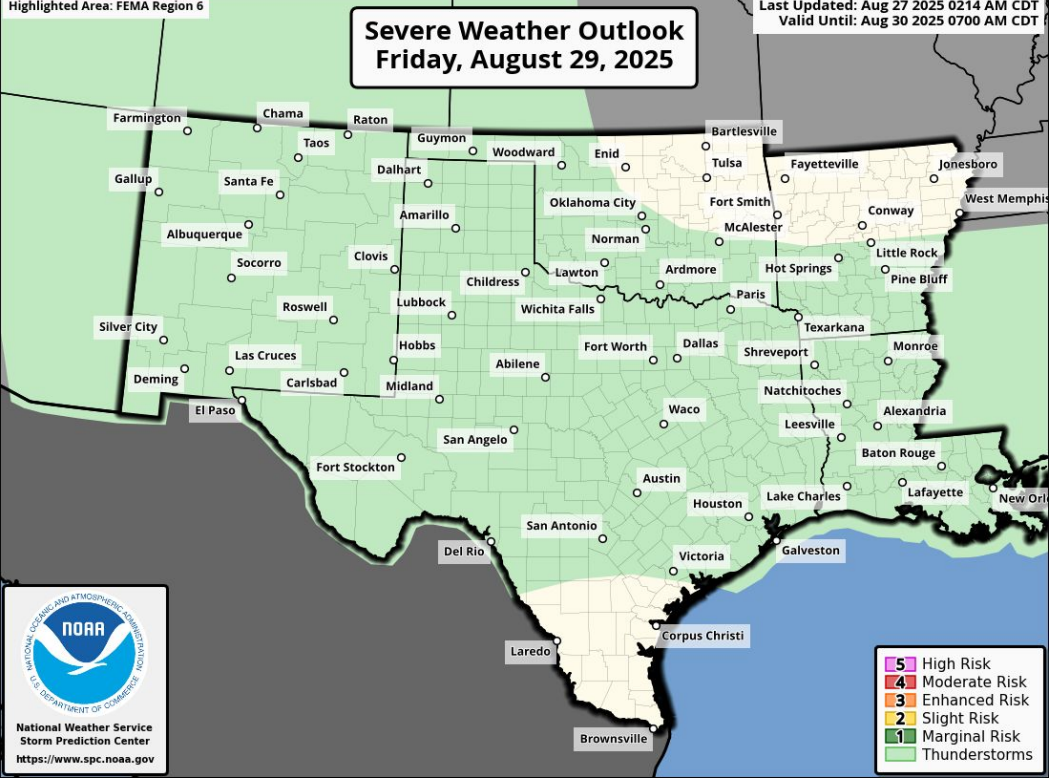 Highlighted Area: FEMA Region 6
Last Updated: Aug 27 2025 0214 AM CDT
Valid Until: Aug 30 2025 0700 AM CDT
Severe Weather Outlook
Friday, August 29, 2025
Farmington
Chama
Raton
Taos
Guymon
Woodward
Enid
Bartlesville
Tulsa
Fayetteville
Jonesboro
Gallup
Santa Fe
Dalhart
Oklahoma City
Fort Smith
Conway
West Memphis
Albuquerque
Amarillo
Norman
McAlester
Little Rock
Socorro
Clovis
Childress
Lawton
Ardmore
Hot Springs
Pine Bluff
Roswell
Lubbock
Wichita Falls
Paris
Texarkana
Silver City
Las Cruces
Hobbs
Abilene
Fort Worth
Dallas
Shreveport
Monroe
Deming
Carlsbad
Midland
Natchitoches
El Paso
Waco
Leesville
Alexandria
San Angelo
Baton Rouge
Fort Stockton
Austin
Houston
Lake Charles
Lafayette
New Orl
San Antonio
Del Rio
Victoria
Galveston
Laredo
Corpus Christi
Brownsville
NATIONAL OCEANIC AND ATMOSPHERIC ADMINISTRATION
NOAA
U.S. DEPARTMENT OF COMMERCE
National Weather Service
Storm Prediction Center
https://www.spc.noaa.gov
5 High Risk
4 Moderate Risk
3 Enhanced Risk
2 Slight Risk
1 Marginal Risk
Thunderstorms